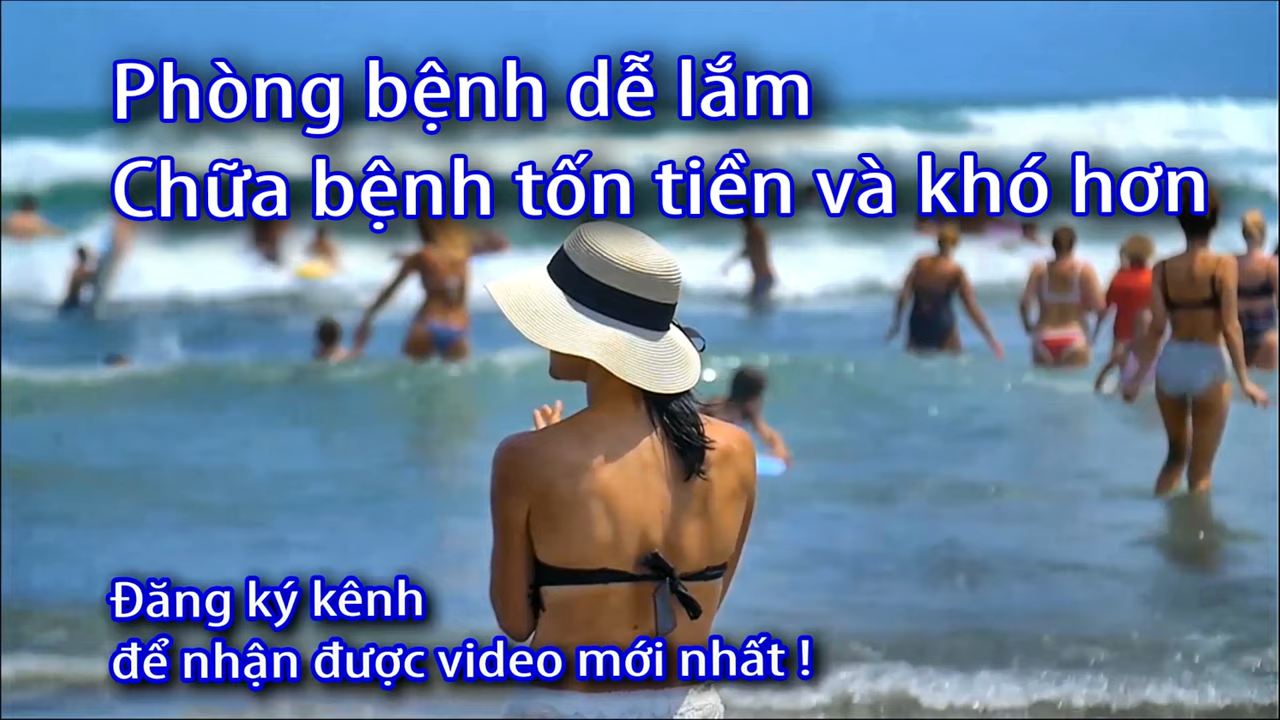 Phòng bệnh dễ lắm
Chữa bệnh tốn tiền và khó hơn
Đăng ký kênh
để nhận được video mới nhất !